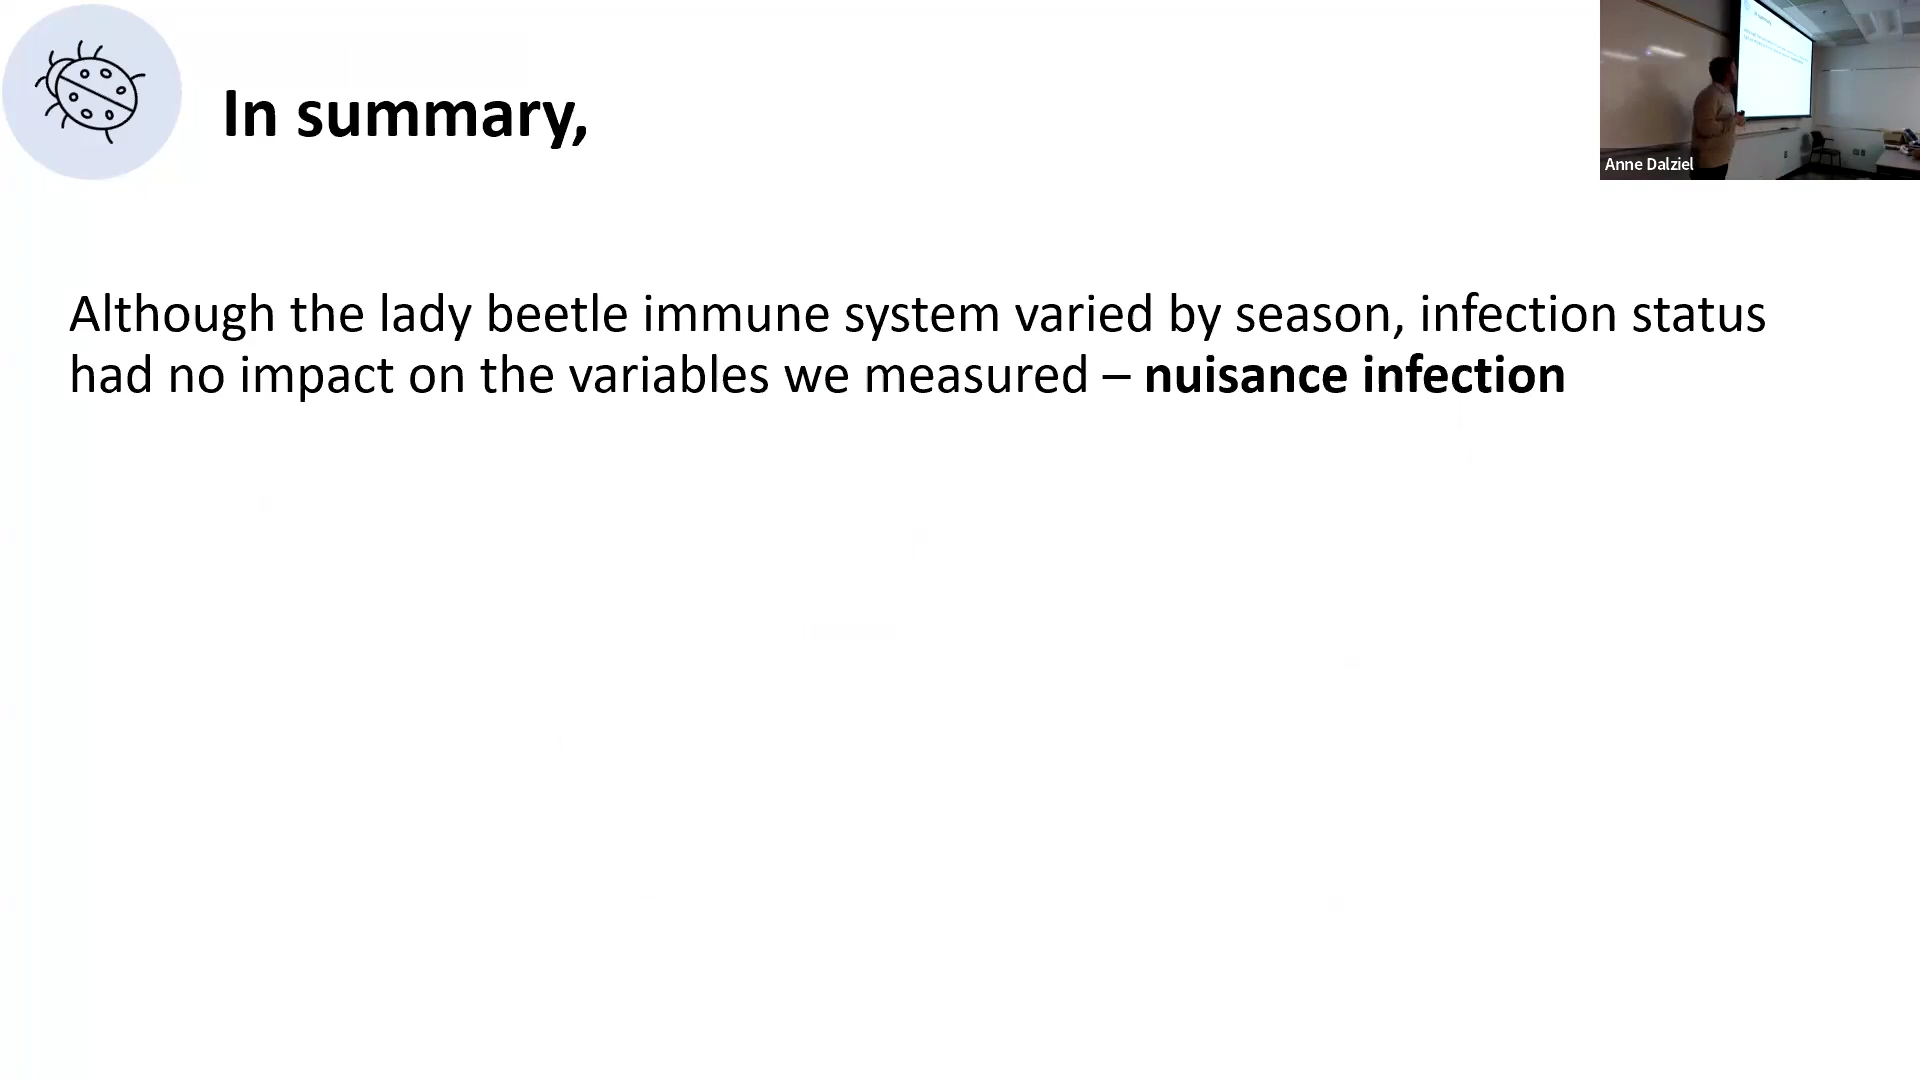 In summary,
Anne Dalziel
Although the lady beetle immune system varied by season, infection status
had no impact on the variables we measured – nuisance infection